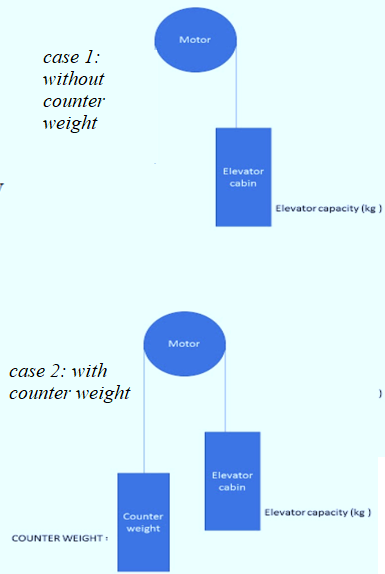 Motor
case 1:
without
counter
weight
Elevator
cabin
Elevator capacity (kg )
Motor
case 2: with
counter weight
)
Elevator
cabin
Counter
weight
Elevator capacity (kg )
COUNTER WEIGHT :